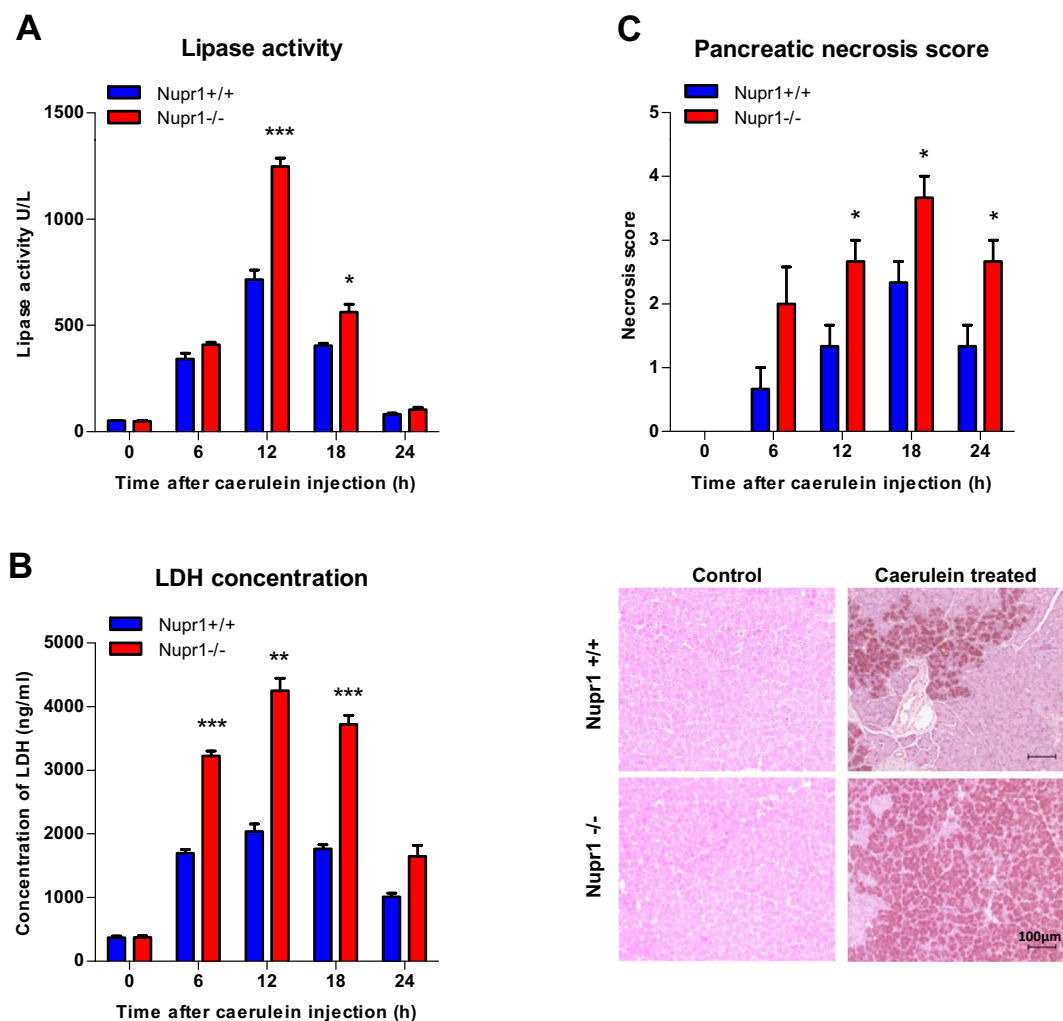 A
Lipase activity
Nupr1+/+
Nupr1-/-
1500
1000
500
0
Lipase activity U/L
***
*
0 6 12 18 24
Time after caerulein injection (h)
B
LDH concentration
Nupr1+/+
Nupr1-/-
5000
4000
3000
2000
1000
0
Concentration of LDH (ng/ml)
***
**
***
0 6 12 18 24
Time after caerulein injection (h)
C
Pancreatic necrosis score
Nupr1+/+
Nupr1-/-
5
4
3
2
1
0
Necrosis score
*
*
*
0 6 12 18 24
Time after caerulein injection (h)
Control Caerulein treated
Nupr1 +/+
Nupr1 -/-
100µm